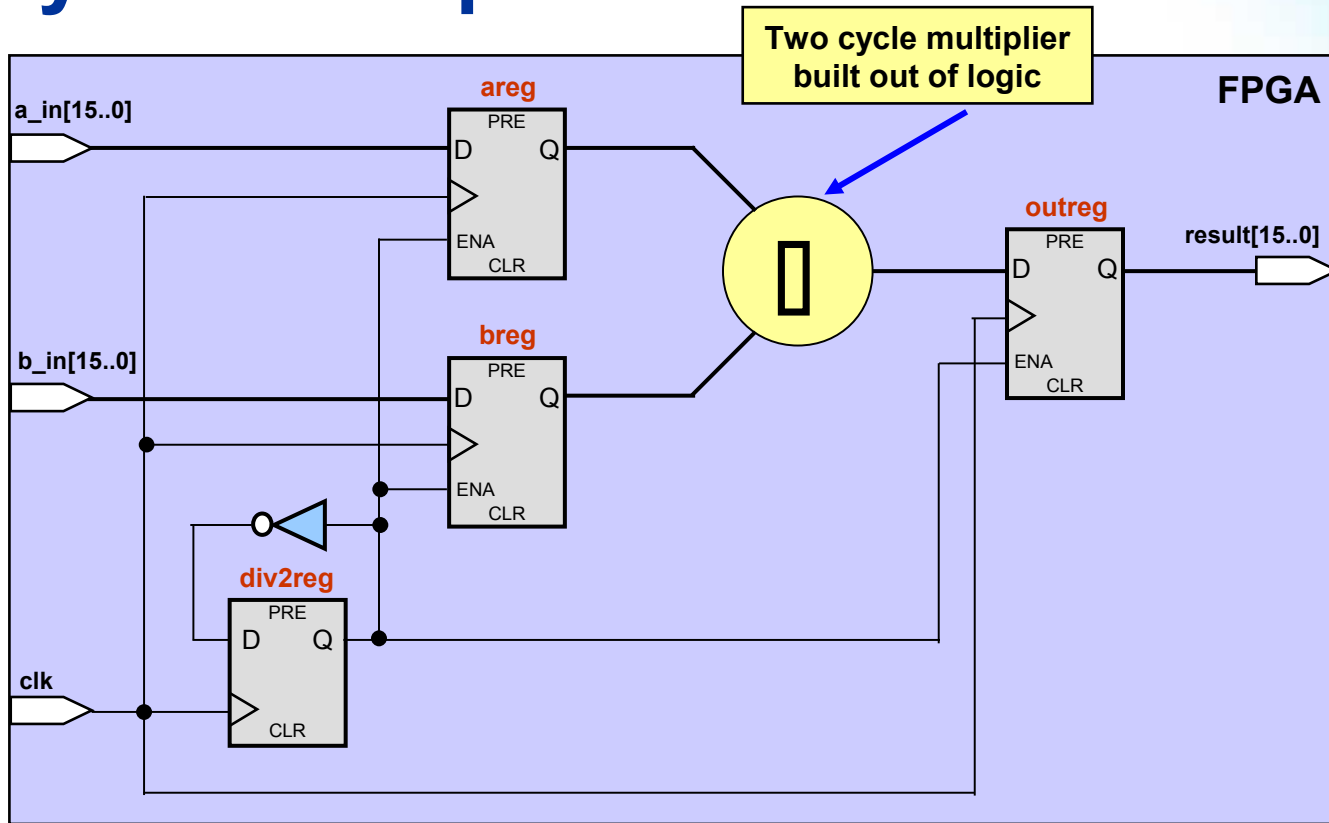 Two cycle multiplier
built out of logic
FPGA
a_in[15..0]
areg
PRE
D Q
ENA
CLR
outreg
PRE
D Q
ENA
CLR
result[15..0]
b_in[15..0]
breg
PRE
D Q
ENA
CLR
div2reg
PRE
D Q
CLR
clk